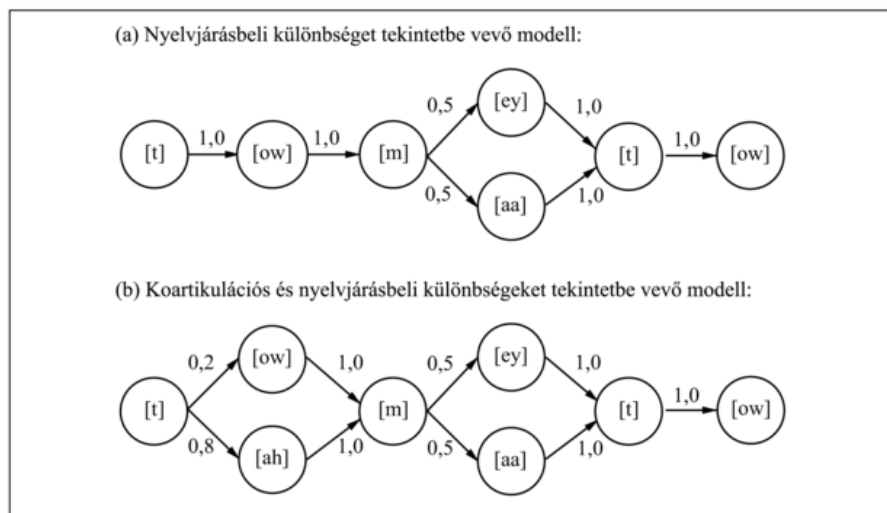 (a) Nyelvjárásbeli különbséget tekintetbe vevő modell:
0,5 [ey] 1,0
[t] 1,0 [ow] 1,0 [m] [t] 1,0 [ow]
0,5 [aa] 1,0
(b) Koartikulációs és nyelvjárásbeli különbségeket tekintetbe vevő modell:
0,2 [ow] 1,0 0,5 [ey] 1,0
[t] [m] [t] 1,0 [ow]
0,8 [ah] 1,0 0,5 [aa] 1,0